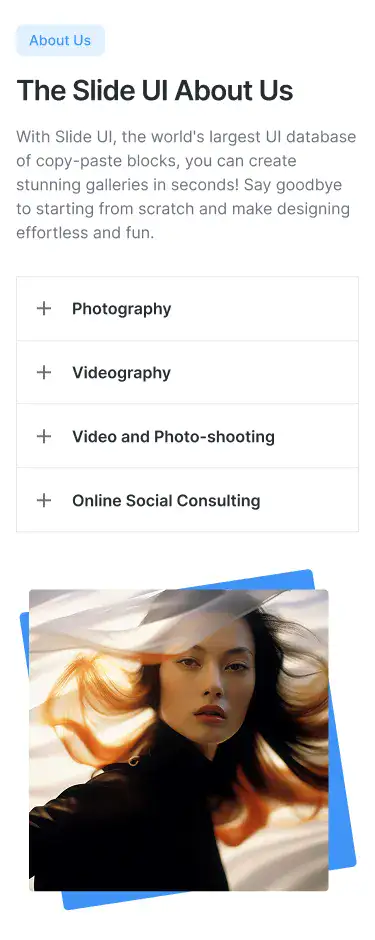 About Us
The Slide UI About Us
With Slide UI, the world's largest UI database
of copy-paste blocks, you can create
stunning galleries in seconds! Say goodbye
to starting from scratch and make designing
effortless and fun.
Photography
Videography
Video and Photo-shooting
Online Social Consulting